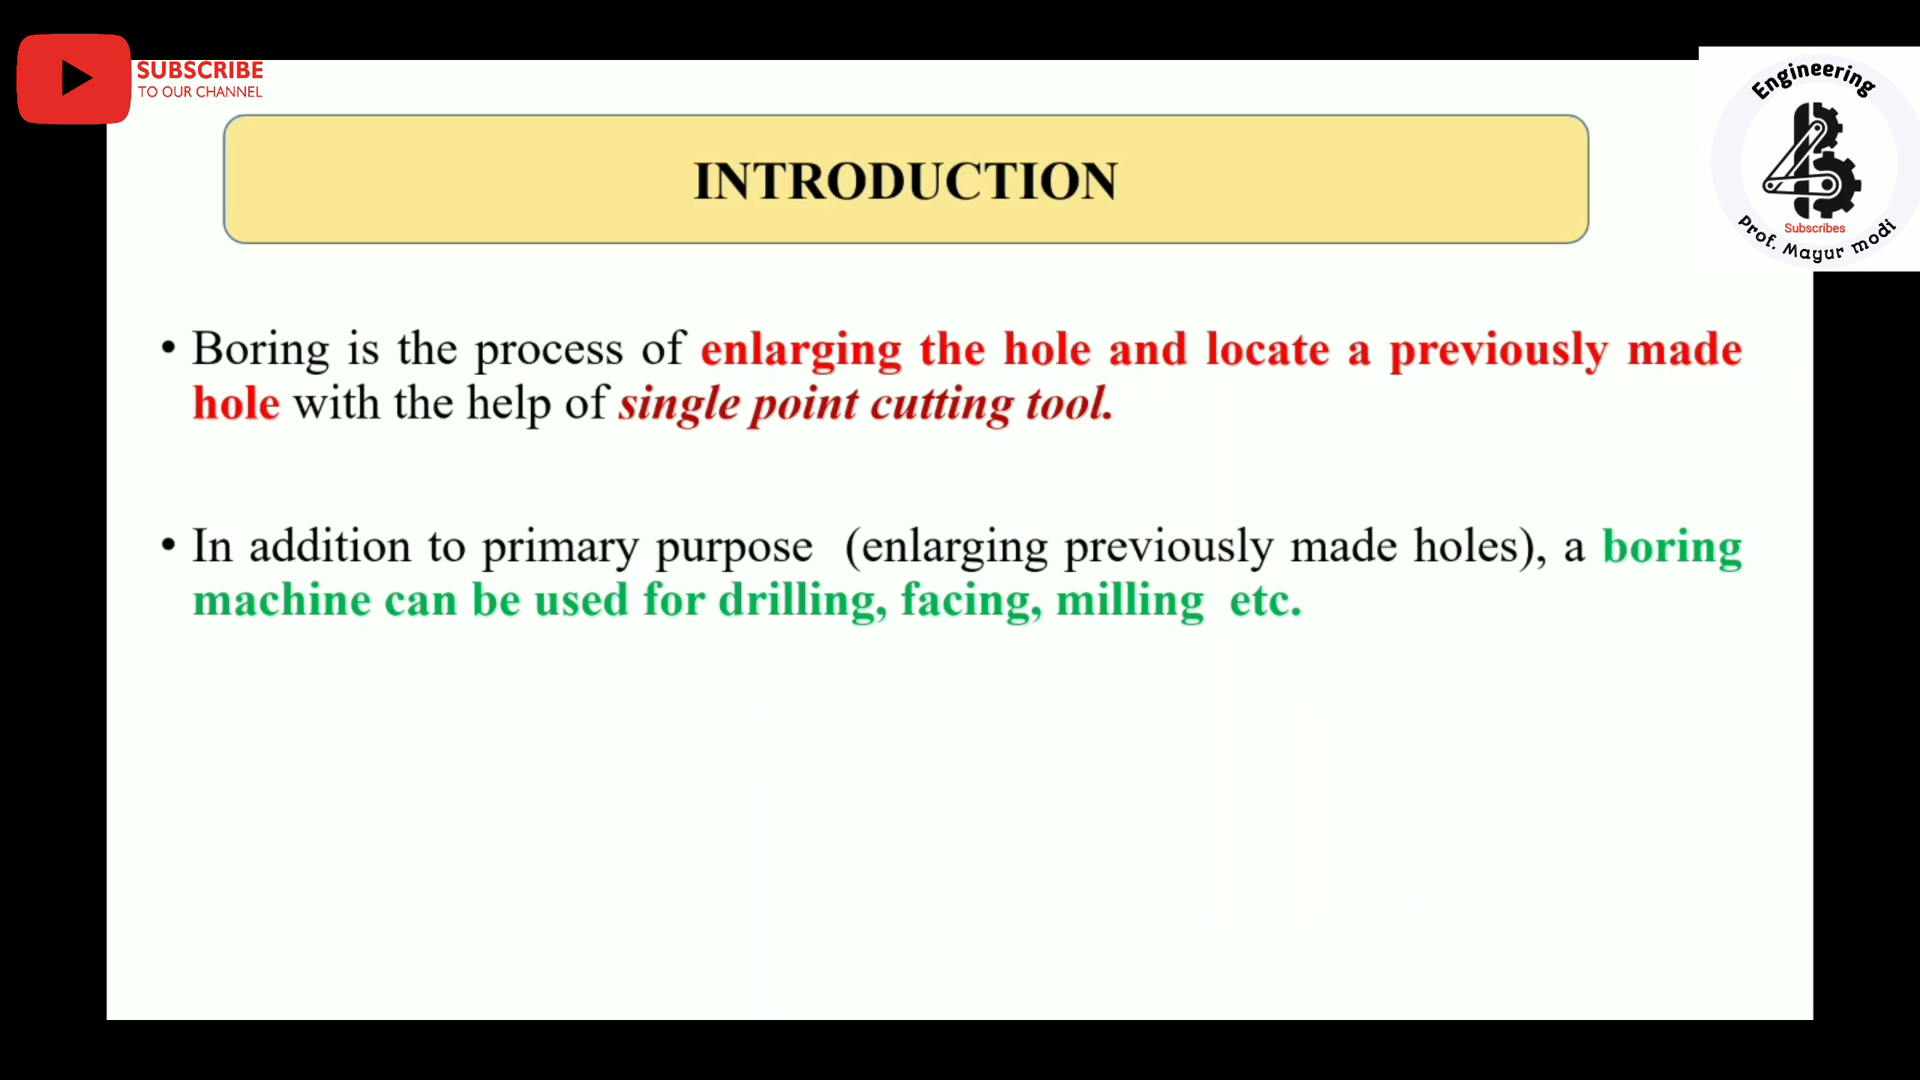 SUBSCRIBE
TO OUR CHANNEL
Engineering
Subscribes
Prof. Mayur modi
INTRODUCTION
• Boring is the process of enlarging the hole and locate a previously made
hole with the help of single point cutting tool.
• In addition to primary purpose (enlarging previously made holes), a boring
machine can be used for drilling, facing, milling etc.